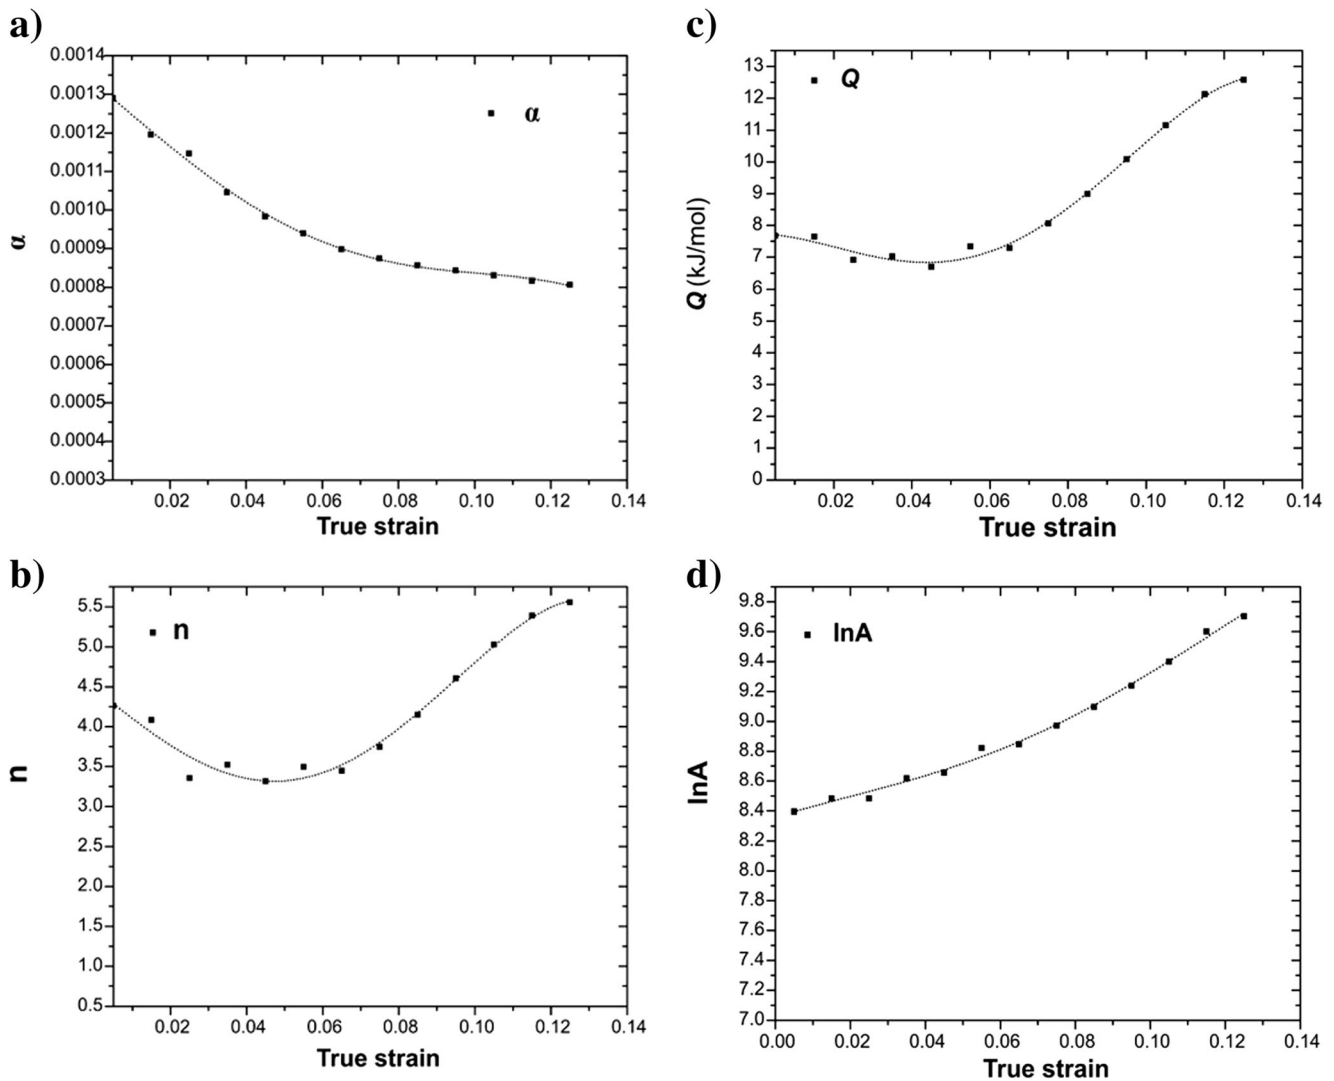 a)
0.0014
0.0013
0.0012
0.0011
0.0010
0.0009
0.0008
0.0007
0.0006
0.0005
0.0004
0.0003
α
α
0.02 0.04 0.06 0.08 0.10 0.12 0.14
True strain
c)
13
12
11
10
9
8
7
6
5
4
3
2
1
0
Q (kJ/mol)
Q
0.02 0.04 0.06 0.08 0.10 0.12 0.14
True strain
b)
5.5
5.0
4.5
4.0
3.5
3.0
2.5
2.0
1.5
1.0
0.5
n
n
0.02 0.04 0.06 0.08 0.10 0.12 0.14
True strain
d)
9.8
9.6
9.4
9.2
9.0
8.8
8.6
8.4
8.2
8.0
7.8
7.6
7.4
7.2
7.0
lnA
lnA
0.00 0.02 0.04 0.06 0.08 0.10 0.12 0.14
True strain